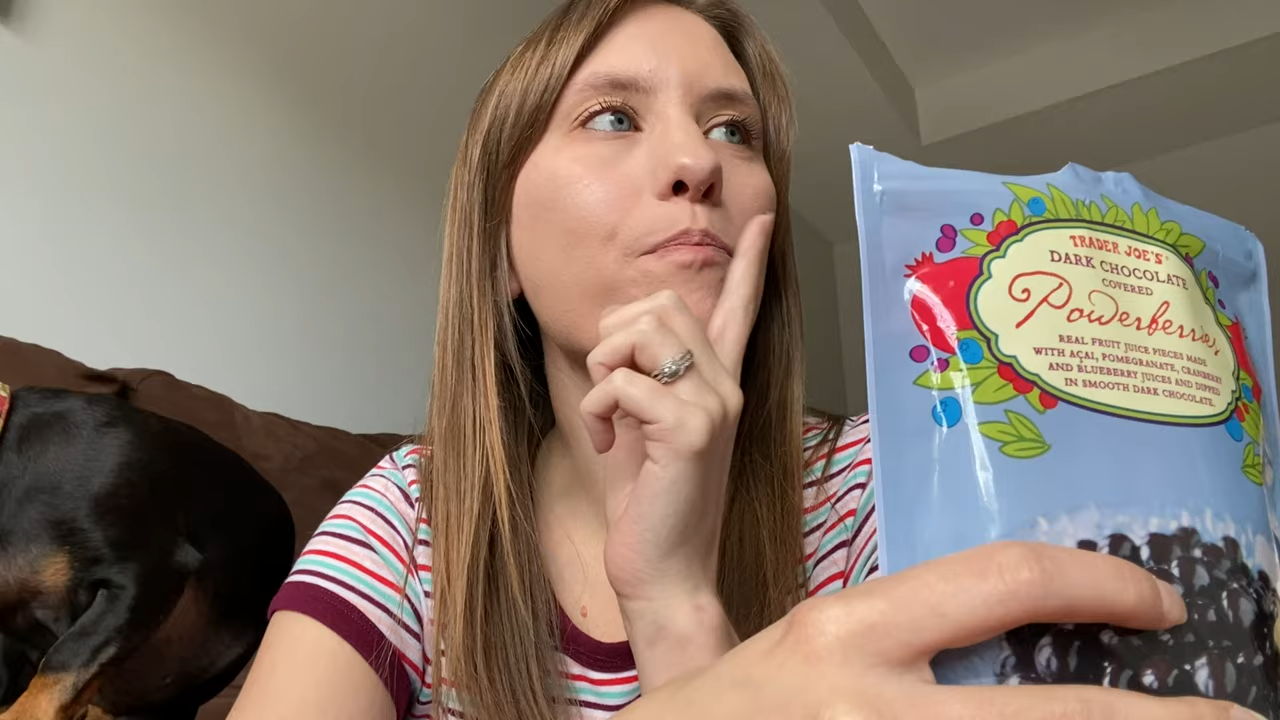 TRADER JOE'S
DARK CHOCOLATE
COVERED
Powerberries
REAL FRUIT JUICE PIECES MADE
WITH AÇAI, POMEGRANATE, CRANBERRY
AND BLUEBERRY JUICES AND DIPPED
IN SMOOTH DARK CHOCOLATE.